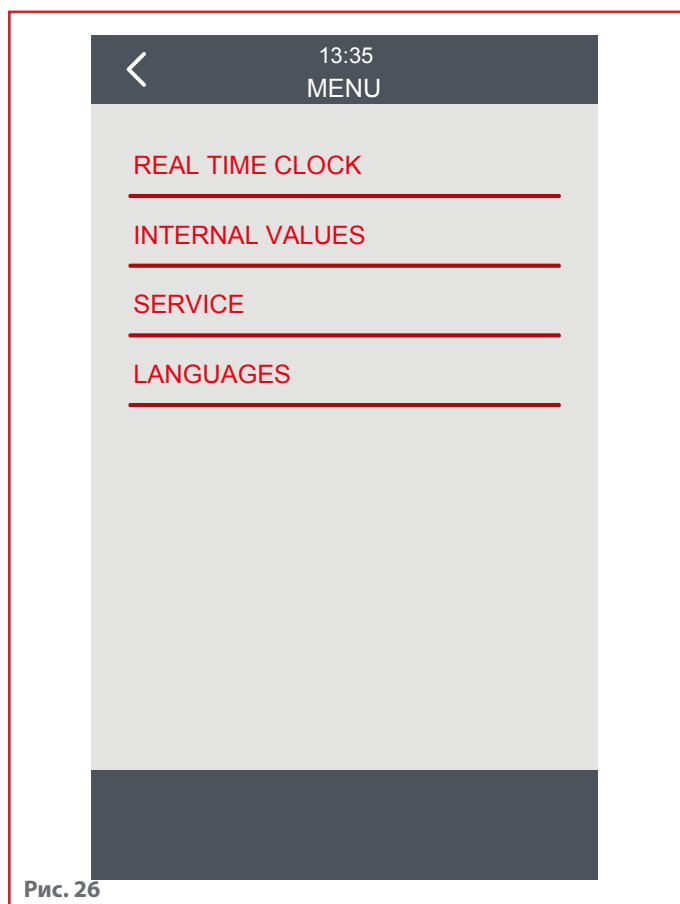 13:35
MENU
REAL TIME CLOCK
INTERNAL VALUES
SERVICE
LANGUAGES
Рис. 26